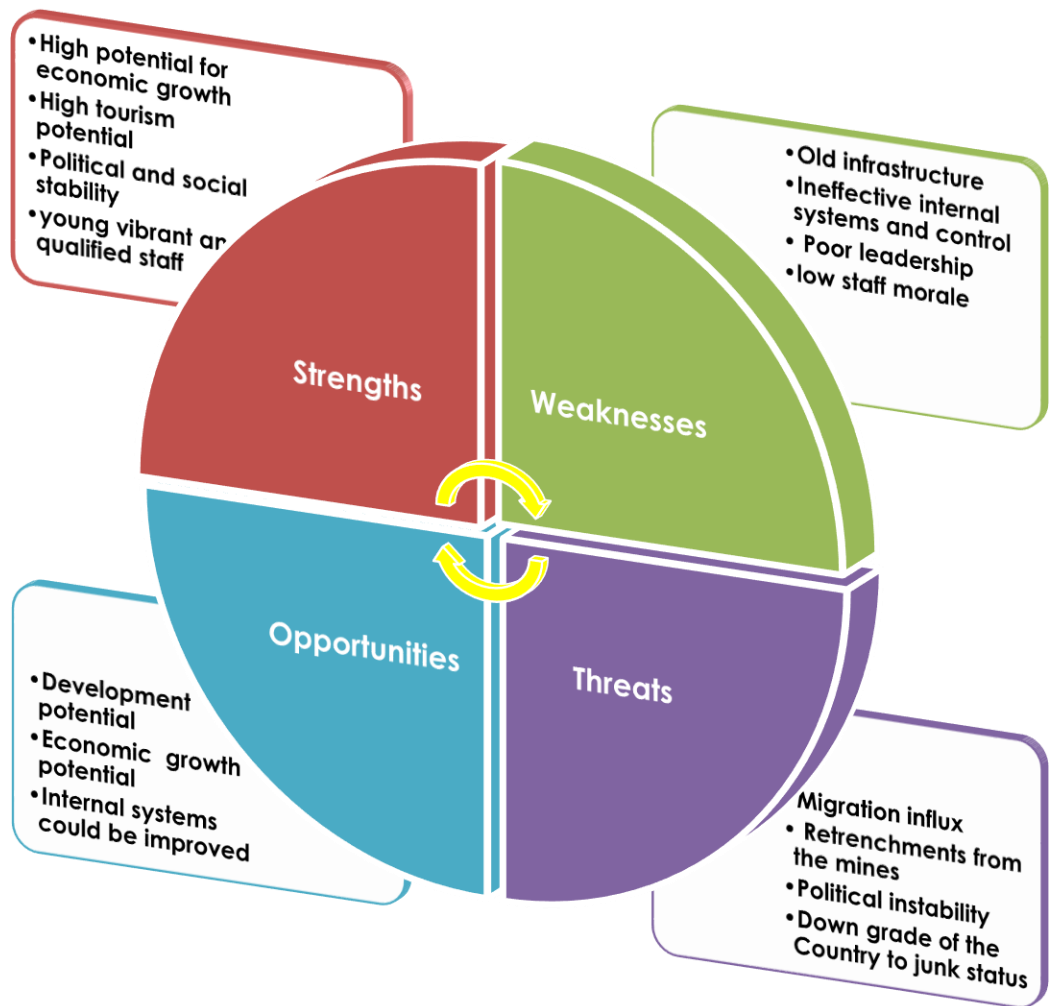 •High potential for
economic growth
•High tourism
potential
•Political and social
stability
•young vibrant an
qualified staff
•Old infrastructure
•Ineffective internal
systems and control
• Poor leadership
•low staff morale
Strengths
Weaknesses
Opportunities
Threats
•Development
potential
•Economic growth
potential
•Internal systems
could be improved
Migration influx
• Retrenchments from
the mines
•Political instability
•Down grade of the
Country to junk status